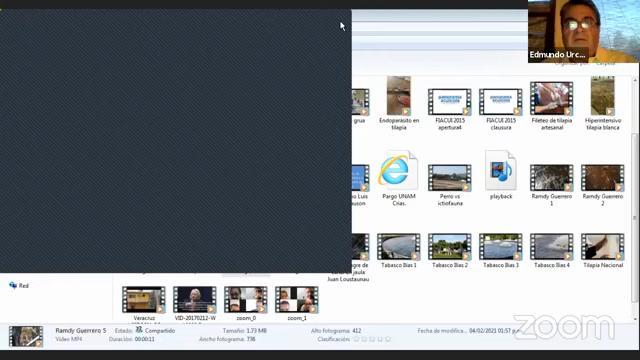 Edmundo Urc...
grua
Endoparásito en tilapia
FIACUI 2015 apertura4
FIACUI 2015 clausura
Fileteo de tilapia artesanal
Hiperintensivo tilapia blanca
Pargo UNAM Crias.
Perro vs ictiofauna
playback
Ramdy Guerrero 1
Ramdy Guerrero 2
Juan Loustaunau
Tabasco Bias 1
Tabasco Bias 2
Tabasco Bias 3
Tabasco Bias 4
Tilapia Nacional
Red
Veracruz
VID-20170212-W
zoom_0
zoom_1
Ramdy Guerrero 5
Video MP4
Estado: Compartido
Duración: 00:00:11
Tamaño: 1.73 MB
Ancho fotograma: 736
Alto fotograma: 412
Clasificación:
Fecha de modifica... 04/02/2021 01:57 p.
zoom